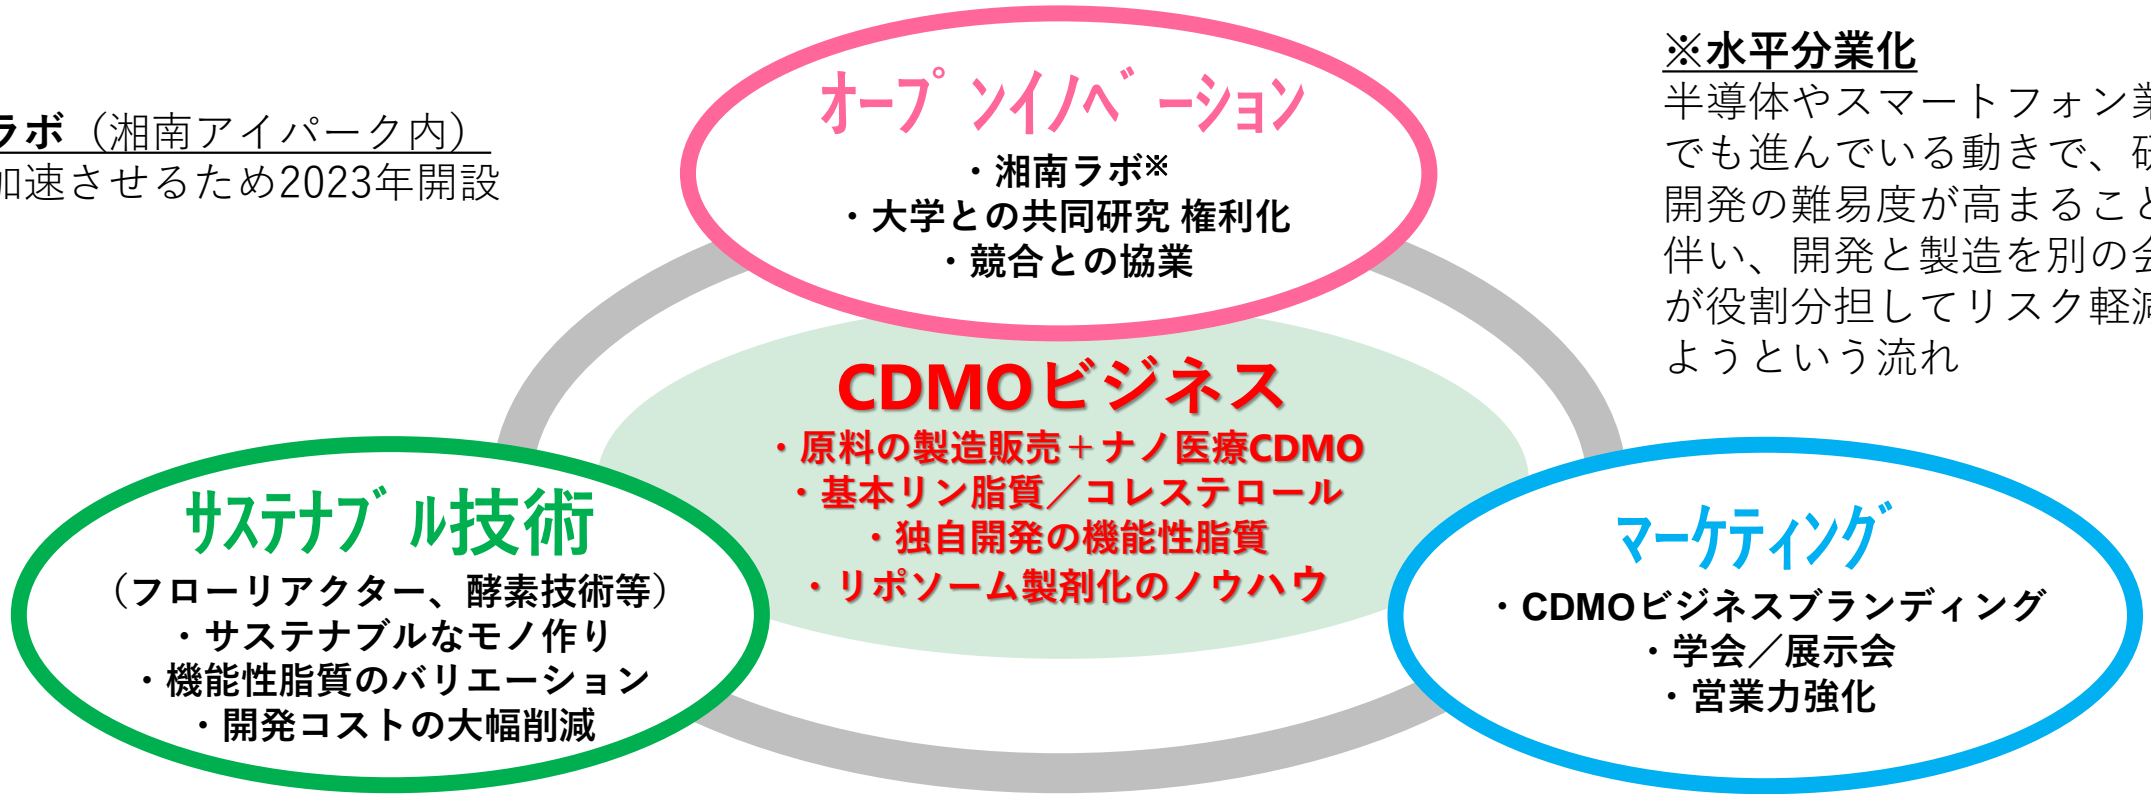 ラボ（湘南アイパーク内）
加速させるため2023年開設
※水平分業化
半導体やスマートフォン業
でも進んでいる動きで、研
開発の難易度が高まること
伴い、開発と製造を別の会
が役割分担してリスク軽減
ようという流れ
ｵｰﾌﾟﾝｲﾉﾍﾞｰｼｮﾝ
・湘南ラボ※
・大学との共同研究 権利化
・競合との協業
CDMOビジネス
・原料の製造販売＋ナノ医療CDMO
・基本リン脂質／コレステロール
・独自開発の機能性脂質
・リポソーム製剤化のノウハウ
ｻｽﾃﾅﾌﾞﾙ技術
（フローリアクター、酵素技術等）
・サステナブルなモノ作り
・機能性脂質のバリエーション
・開発コストの大幅削減
ﾏｰｹﾃｨﾝｸﾞ
・CDMOビジネスブランディング
・学会／展示会
・営業力強化